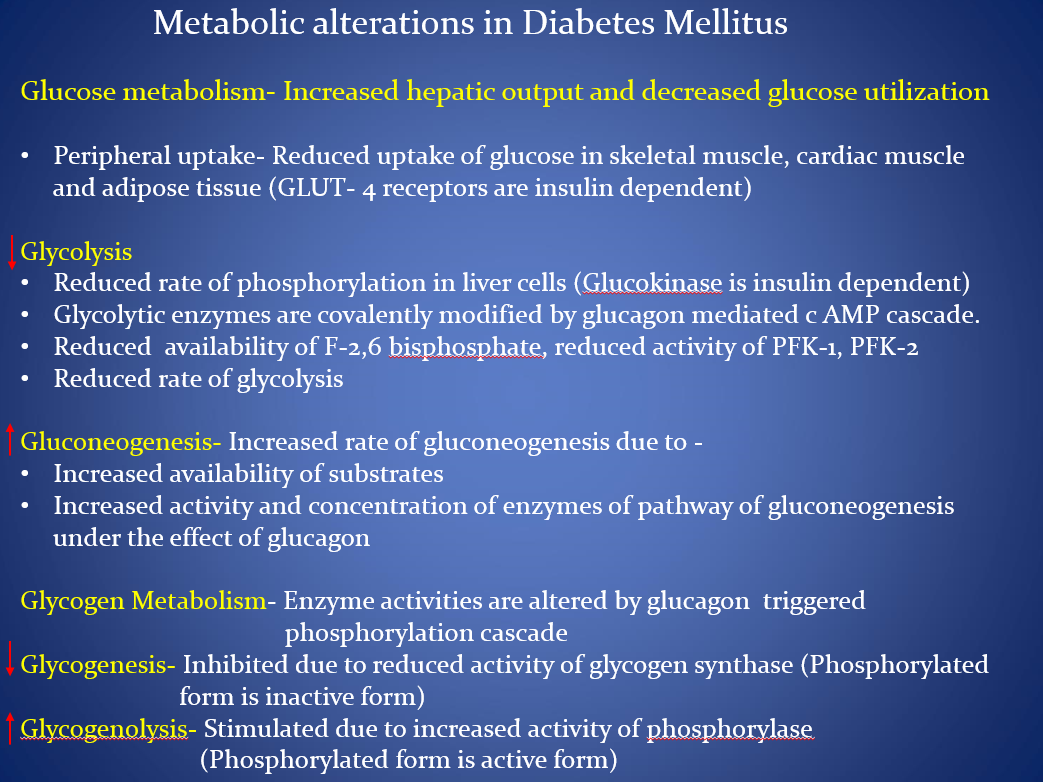 Metabolic alterations in Diabetes Mellitus
Glucose metabolism- Increased hepatic output and decreased glucose utilization
• Peripheral uptake- Reduced uptake of glucose in skeletal muscle, cardiac muscle
and adipose tissue (GLUT- 4 receptors are insulin dependent)
Glycolysis
• Reduced rate of phosphorylation in liver cells (Glucokinase is insulin dependent)
• Glycolytic enzymes are covalently modified by glucagon mediated c AMP cascade.
• Reduced availability of F-2,6 bisphosphate, reduced activity of PFK-1, PFK-2
• Reduced rate of glycolysis
Gluconeogenesis- Increased rate of gluconeogenesis due to -
• Increased availability of substrates
• Increased activity and concentration of enzymes of pathway of gluconeogenesis
under the effect of glucagon
Glycogen Metabolism- Enzyme activities are altered by glucagon triggered
phosphorylation cascade
Glycogenesis- Inhibited due to reduced activity of glycogen synthase (Phosphorylated
form is inactive form)
Glycogenolysis- Stimulated due to increased activity of phosphorylase
(Phosphorylated form is active form)